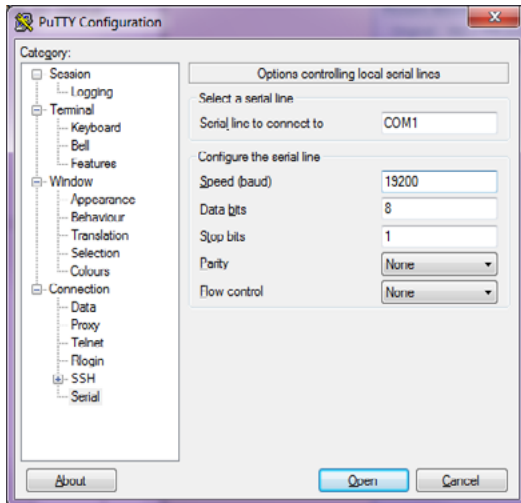 PuTTY Configuration
Category:
Session
Logging
Terminal
Keyboard
Bell
Features
Window
Appearance
Behaviour
Translation
Selection
Colours
Connection
Data
Proxy
Telnet
Rlogin
SSH
Serial
Options controlling local serial lines
Select a serial line
Serial line to connect to COM1
Configure the serial line
Speed (baud) 19200
Data bits 8
Stop bits 1
Parity None
Flow control None
About Open Cancel